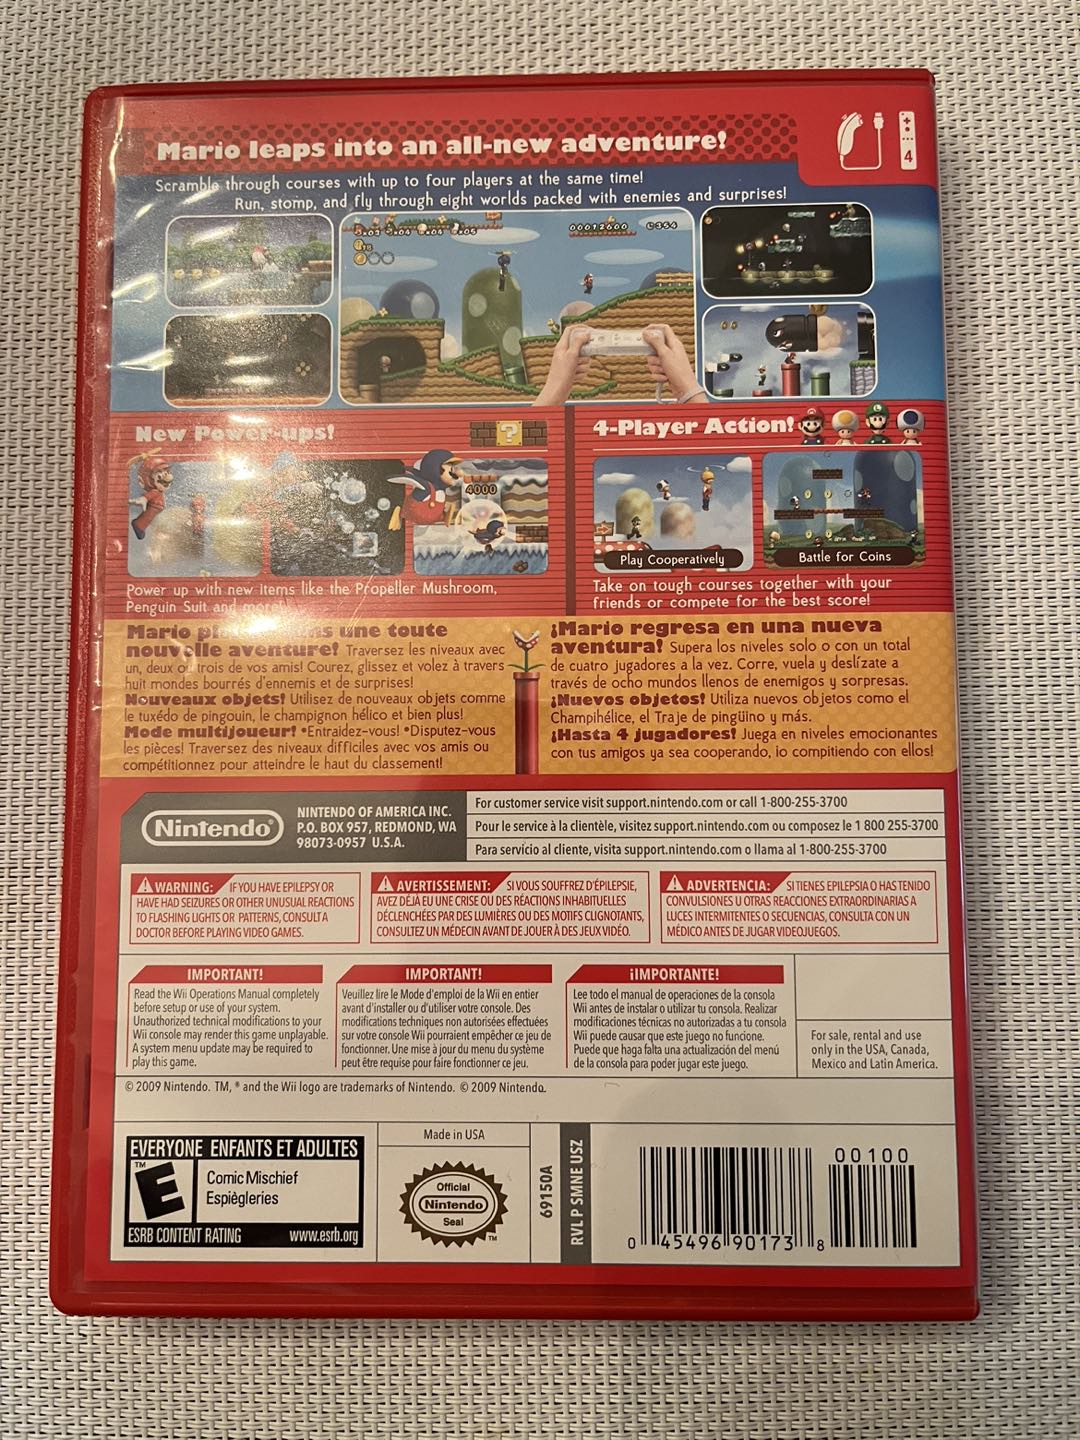 Mario leaps into an all-new adventure!
4
Scramble through courses with up to four players at the same time!
Run, stomp, and fly through eight worlds packed with enemies and surprises!
00012600
354
New Power-ups!
?
4-Player Action!
4000
Play Cooperatively
Battle for Coins
Power up with new items like the Propeller Mushroom,
Penguin Suit and more!
Take on tough courses together with your
friends or compete for the best score!
Mario une toute
nouvelle aventure! Traversez les niveaux avec
un, deux ou trois de vos amis! Courez, glissez et volez à travers
huit mondes bourrés d'ennemis et de surprises!
Nouveaux objets! Utilisez de nouveaux objets comme
le tuxédo de pingouin, le champignon hélico et bien plus!
Mode multijoueur! •Entraidez-vous! •Disputez-vous
les pièces! Traversez des niveaux difficiles avec vos amis ou
compétitionnez pour atteindre le haut du classement!
¡Mario regresa en una nueva
aventura! Supera los niveles solo o con un total
de cuatro jugadores a la vez. Corre, vuela y deslízate a
través de ocho mundos llenos de enemigos y sorpresas.
¡Nuevos objetos! Utiliza nuevos objetos como el
Champihélice, el Traje de pingüino y más.
¡Hasta 4 jugadores! Juega en niveles emocionantes
con tus amigos ya sea cooperando, ¡o compitiendo con ellos!
Nintendo®
NINTENDO OF AMERICA INC.
P.O. BOX 957, REDMOND, WA
98073-0957 U.S.A.
For customer service visit support.nintendo.com or call 1-800-255-3700
Pour le service à la clientèle, visitez support.nintendo.com ou composez le 1 800 255-3700
Para servicio al cliente, visita support.nintendo.com o llama al 1-800-255-3700
WARNING: IF YOU HAVE EPILEPSY OR
HAVE HAD SEIZURES OR OTHER UNUSUAL REACTIONS
TO FLASHING LIGHTS OR PATTERNS, CONSULT A
DOCTOR BEFORE PLAYING VIDEO GAMES.
AVERTISSEMENT: SI VOUS SOUFFREZ D'ÉPILEPSIE,
AVEZ DÉJÀ EU UNE CRISE OU DES RÉACTIONS INHABITUELLES
DÉCLENCHÉES PAR DES LUMIÈRES OU DES MOTIFS CLIGNOTANTS,
CONSULTEZ UN MÉDECIN AVANT DE JOUER À DES JEUX VIDÉO.
ADVERTENCIA: SI TIENES EPILEPSIA O HAS TENIDO
CONVULSIONES U OTRAS REACCIONES EXTRAORDINARIAS A
LUCES INTERMITENTES O SECUENCIAS, CONSULTA CON UN
MÉDICO ANTES DE JUGAR VIDEOJUEGOS.
IMPORTANT!
Read the Wii Operations Manual completely
before setup or use of your system.
Unauthorized technical modifications to your
Wii console may render this game unplayable.
A system menu update may be required to
play this game.
IMPORTANT!
Veuillez lire le Mode d'emploi de la Wii en entier
avant d'installer ou d'utiliser votre console. Des
modifications techniques non autorisées effectuées
sur votre console Wii pourraient empêcher ce jeu de
fonctionner. Une mise à jour du menu du système
peut être requise pour faire fonctionner ce jeu.
¡IMPORTANTE!
Lee todo el manual de operaciones de la consola
Wii antes de instalar o utilizar tu consola. Realizar
modificaciones técnicas no autorizadas a tu consola
Wii puede causar que este juego no funcione.
Puede que haga falta una actualización del menú
de la consola para poder jugar este juego.
For sale, rental and use
only in the USA, Canada,
Mexico and Latin America.
© 2009 Nintendo. TM, ® and the Wii logo are trademarks of Nintendo. © 2009 Nintendo.
EVERYONE ENFANTS ET ADULTES
E
TM
Comic Mischief
Espiègleries
ESRB CONTENT RATING www.esrb.org
Made in USA
Official
Nintendo
Seal
TM
69150A
RVL P SMNE USZ
00100
0 45496 90173 8